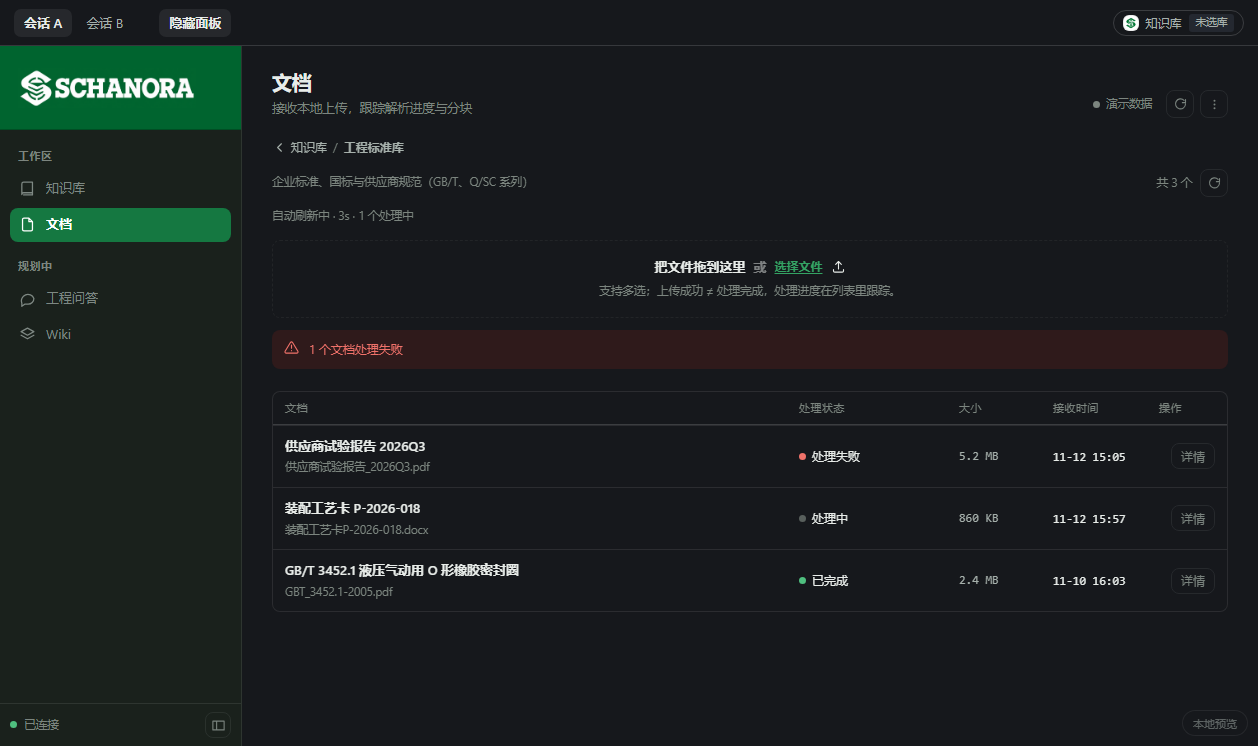 会话 A 会话 B 隐藏面板 知识库 未选库
SCHANORA
工作区
知识库
文档
规划中
工程问答
Wiki
已连接
文档
接收本地上传，跟踪解析进度与分块
演示数据
知识库 / 工程标准库
企业标准、国标与供应商规范（GB/T、Q/SC 系列）
共 3 个
自动刷新中 · 3s · 1 个处理中
把文件拖到这里 或 选择文件
支持多选；上传成功 ≠ 处理完成，处理进度在列表里跟踪。
1 个文档处理失败
文档 处理状态 大小 接收时间 操作
供应商试验报告 2026Q3
供应商试验报告_2026Q3.pdf
处理失败 5.2 MB 11-12 15:05 详情
装配工艺卡 P-2026-018
装配工艺卡P-2026-018.docx
处理中 860 KB 11-12 15:57 详情
GB/T 3452.1 液压气动用 O 形橡胶密封圈
GBT_3452.1-2005.pdf
已完成 2.4 MB 11-10 16:03 详情
本地预览